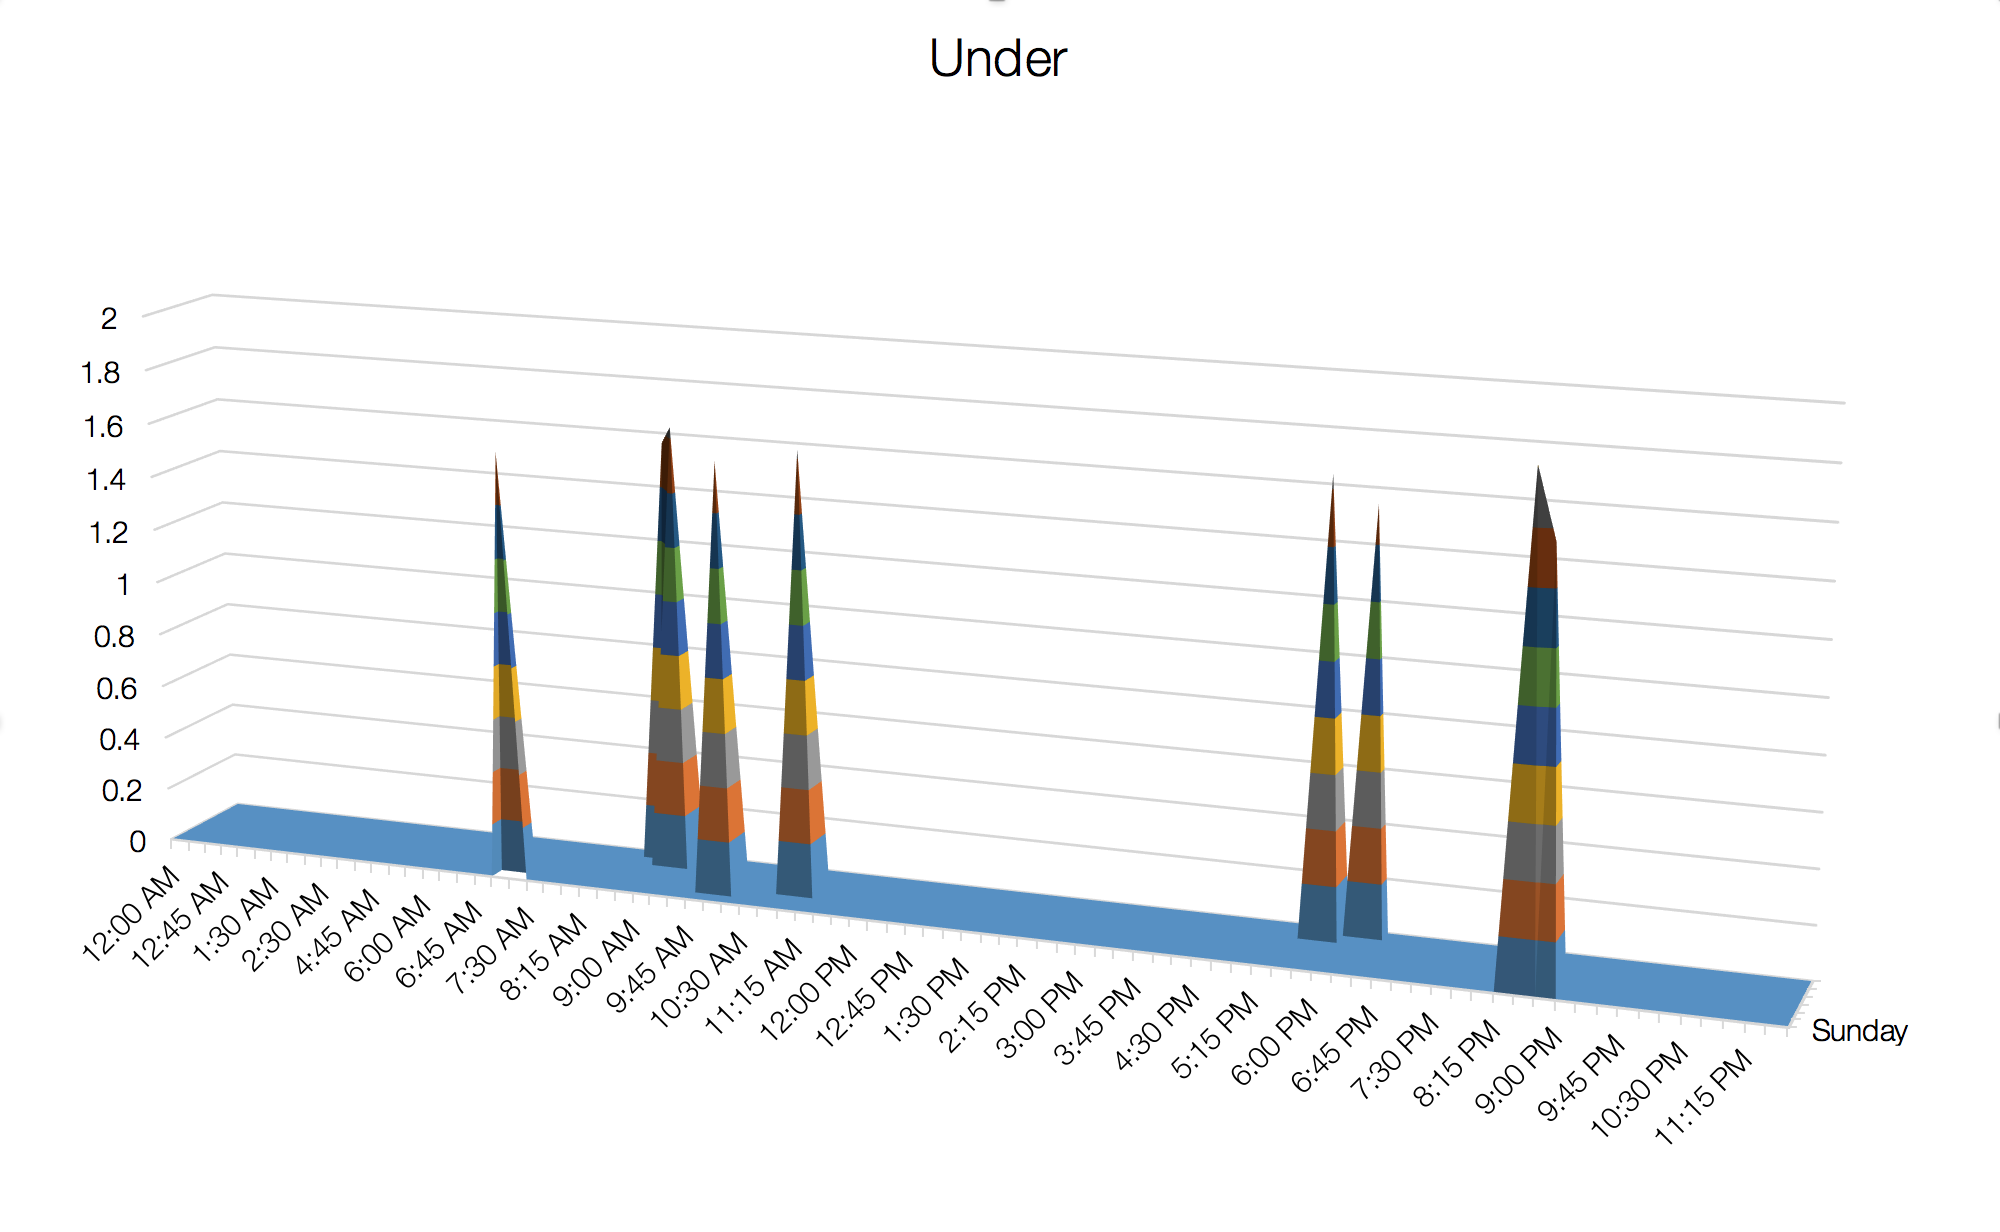 Under
2
1.8
1.6
1.4
1.2
1
0.8
0.6
0.4
0.2
0
12:00 AM
12:45 AM
1:30 AM
2:30 AM
4:45 AM
6:00 AM
6:45 AM
7:30 AM
8:15 AM
9:00 AM
9:45 AM
10:30 AM
11:15 AM
12:00 PM
12:45 PM
1:30 PM
2:15 PM
3:00 PM
3:45 PM
4:30 PM
5:15 PM
6:00 PM
6:45 PM
7:30 PM
8:15 PM
9:00 PM
9:45 PM
10:30 PM
11:15 PM
Sunday